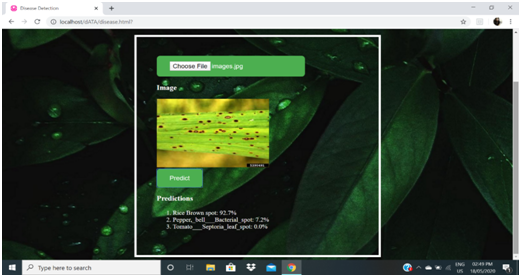 Disease Detection
localhost/dATA/disease.html?
Choose File images.jpg
Image
Predict
Predictions
1. Rice Brown spot: 92.7%
2. Pepper,_bell___Bacterial_spot: 7.2%
3. Tomato___Septoria_leaf_spot: 0.0%
Type here to search
ENG
US
02:49 PM
18/05/2020